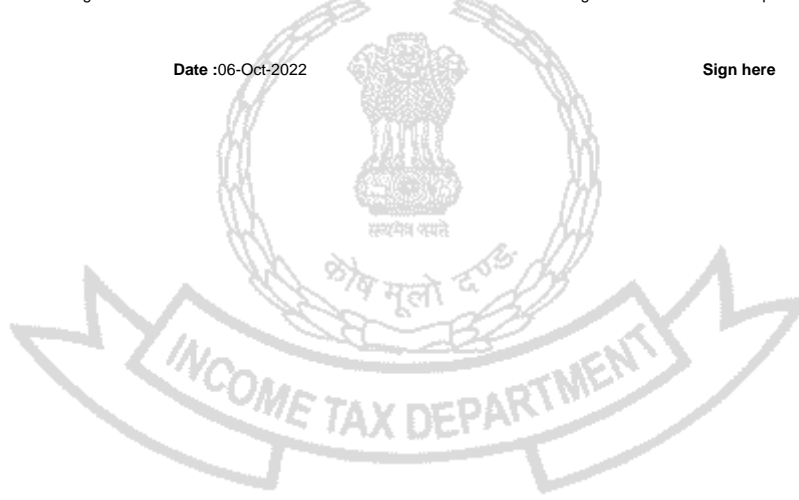 Date :06-Oct-2022
Sign here
सत्यमेव जयते
कोष मूलो दण्डः
INCOME TAX DEPARTMENT